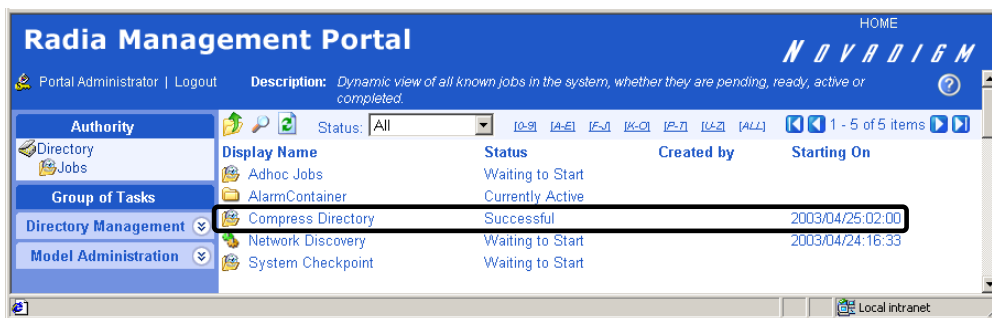 HOME
Radia Management Portal
NOVADIGM
Portal Administrator | Logout
Description: Dynamic view of all known jobs in the system, whether they are pending, ready, active or
completed.
Authority
Directory
Jobs
Group of Tasks
Directory Management
Model Administration
Status: All [0-9] [A-E] [F-J] [K-O] [P-T] [U-Z] [ALL] 1 - 5 of 5 items
Display Name Status Created by Starting On
Adhoc Jobs Waiting to Start
AlarmContainer Currently Active
Compress Directory Successful 2003/04/25:02:00
Network Discovery Waiting to Start 2003/04/24:16:33
System Checkpoint Waiting to Start
Local intranet